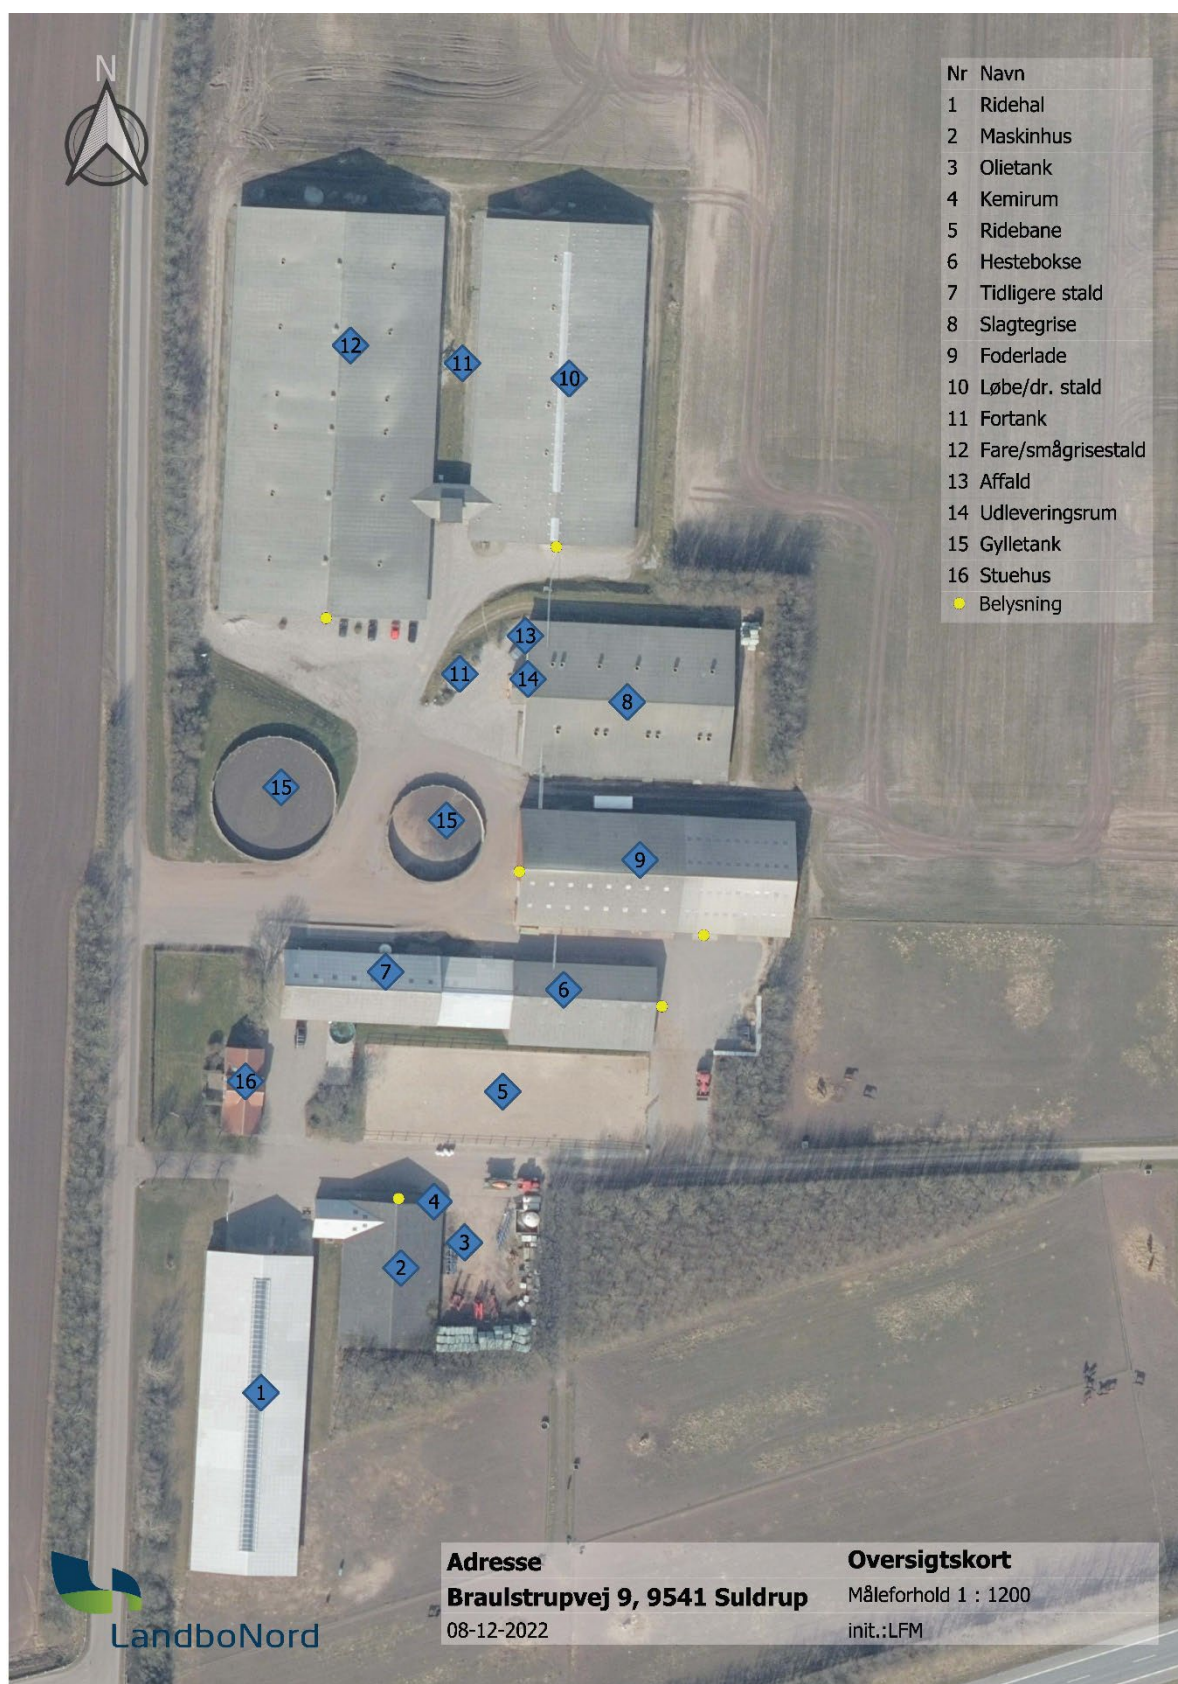 N
Nr Navn
1 Ridehal
2 Maskinhus
3 Olietank
4 Kemirum
5 Ridebane
6 Hestebokse
7 Tidligere stald
8 Slagtegrise
9 Foderlade
10 Løbe/dr. stald
11 Fortank
12 Fare/smågrisestald
13 Affald
14 Udleveringsrum
15 Gylletank
16 Stuehus
Belysning
12
11
10
13
11
14
8
15
15
9
7
6
16
5
4
3
2
1
LandboNord
Adresse
Braulstrupvej 9, 9541 Suldrup
08-12-2022
Oversigtskort
Måleforhold 1 : 1200
init.:LFM